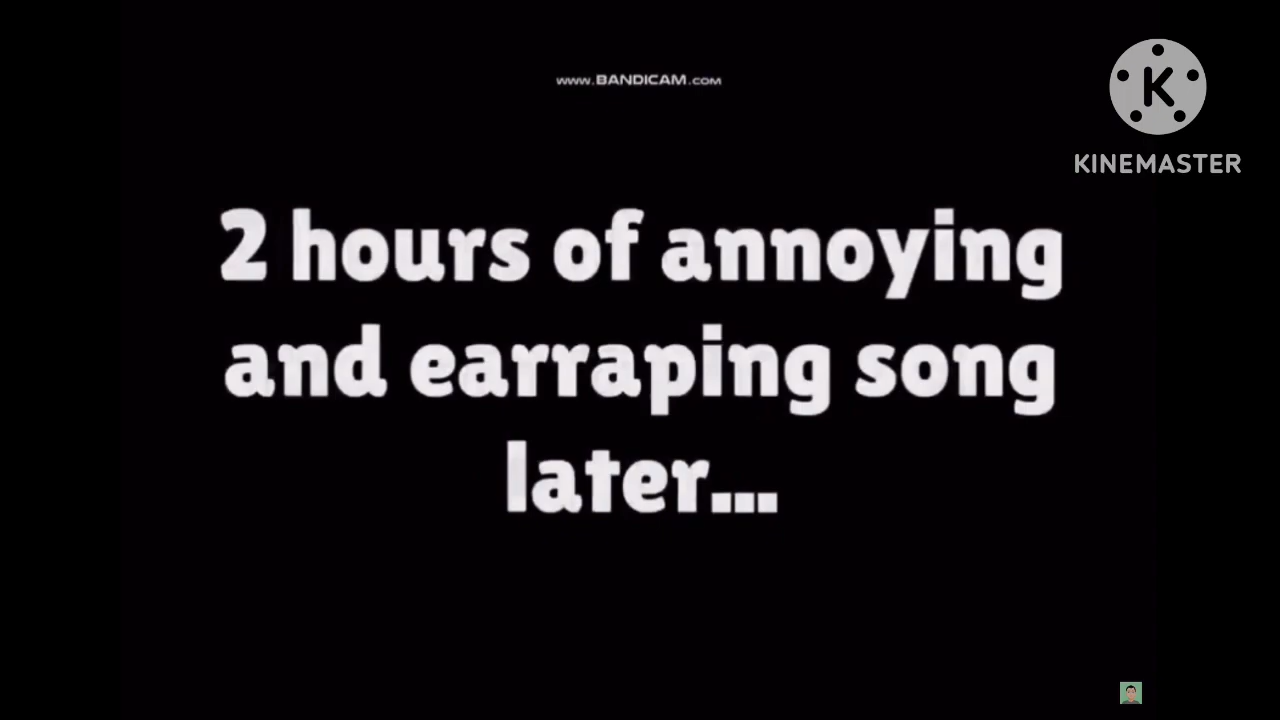 www.BANDICAM.com
K
KINEMASTER
2 hours of annoying
and earraping song
later...